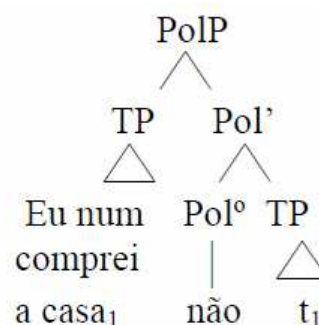 PolP
TP Pol’
Eu num Polº TP
comprei
a casa₁ não t₁